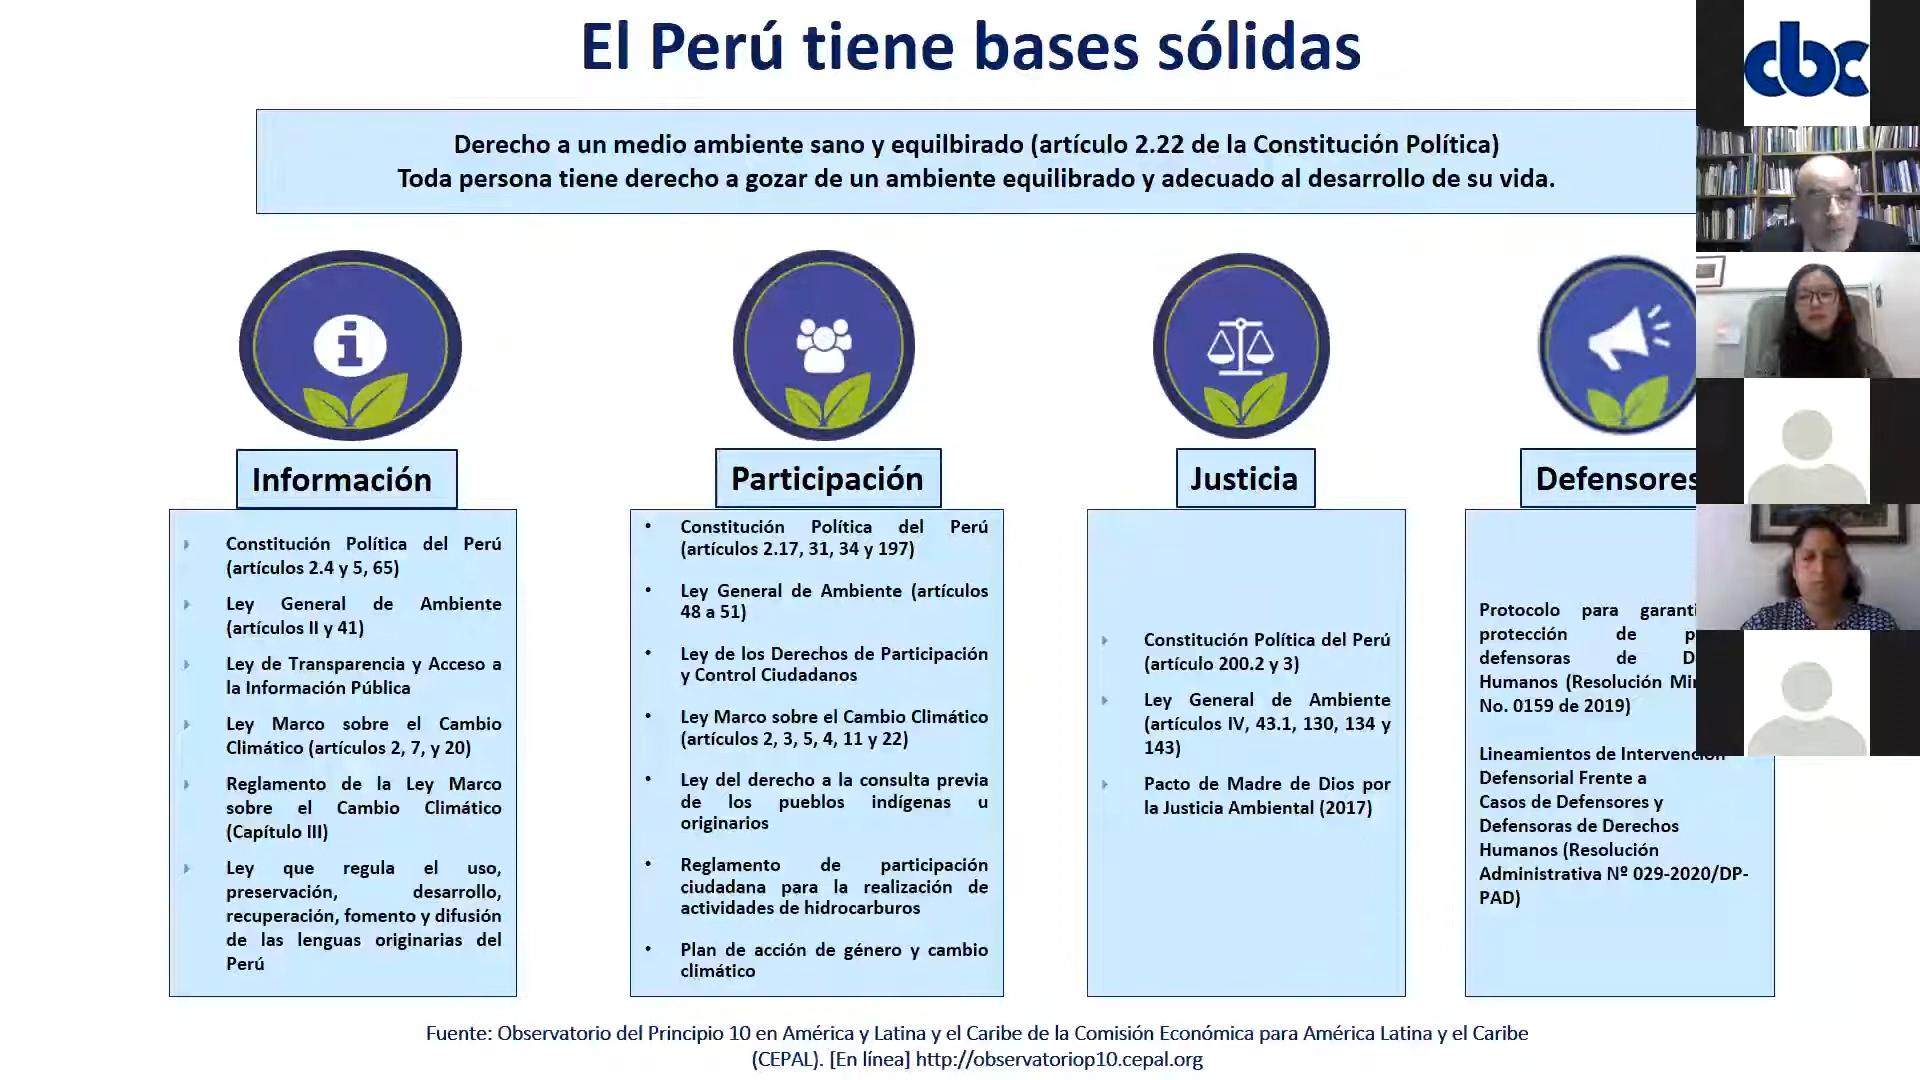 El Perú tiene bases sólidas
cbc
Derecho a un medio ambiente sano y equilbirado (artículo 2.22 de la Constitución Política)
Toda persona tiene derecho a gozar de un ambiente equilibrado y adecuado al desarrollo de su vida.
Información
Constitución Política del Perú
(artículos 2.4 y 5, 65)
Ley General de Ambiente
(artículos II y 41)
Ley de Transparencia y Acceso a
la Información Pública
Ley Marco sobre el Cambio
Climático (artículos 2, 7, y 20)
Reglamento de la Ley Marco
sobre el Cambio Climático
(Capítulo III)
Ley que regula el uso,
preservación, desarrollo,
recuperación, fomento y difusión
de las lenguas originarias del
Perú
Participación
• Constitución Política del Perú
(artículos 2.17, 31, 34 y 197)
• Ley General de Ambiente (artículos
48 a 51)
• Ley de los Derechos de Participación
y Control Ciudadanos
• Ley Marco sobre el Cambio Climático
(artículos 2, 3, 5, 4, 11 y 22)
• Ley del derecho a la consulta previa
de los pueblos indígenas u
originarios
• Reglamento de participación
ciudadana para la realización de
actividades de hidrocarburos
• Plan de acción de género y cambio
climático
Justicia
Constitución Política del Perú
(artículo 200.2 y 3)
Ley General de Ambiente
(artículos IV, 43.1, 130, 134 y
143)
Pacto de Madre de Dios por
la Justicia Ambiental (2017)
Defensores
Protocolo para
protección de
defensoras de
Humanos (Resolución
No. 0159 de 2019)
Lineamientos de Intervención
Defensorial Frente a
Casos de Defensores y
Defensoras de Derechos
Humanos (Resolución
Administrativa Nº 029-2020/DP-
PAD)
Fuente: Observatorio del Principio 10 en América y Latina y el Caribe de la Comisión Económica para América Latina y el Caribe
(CEPAL). [En línea] http://observatoriop10.cepal.org